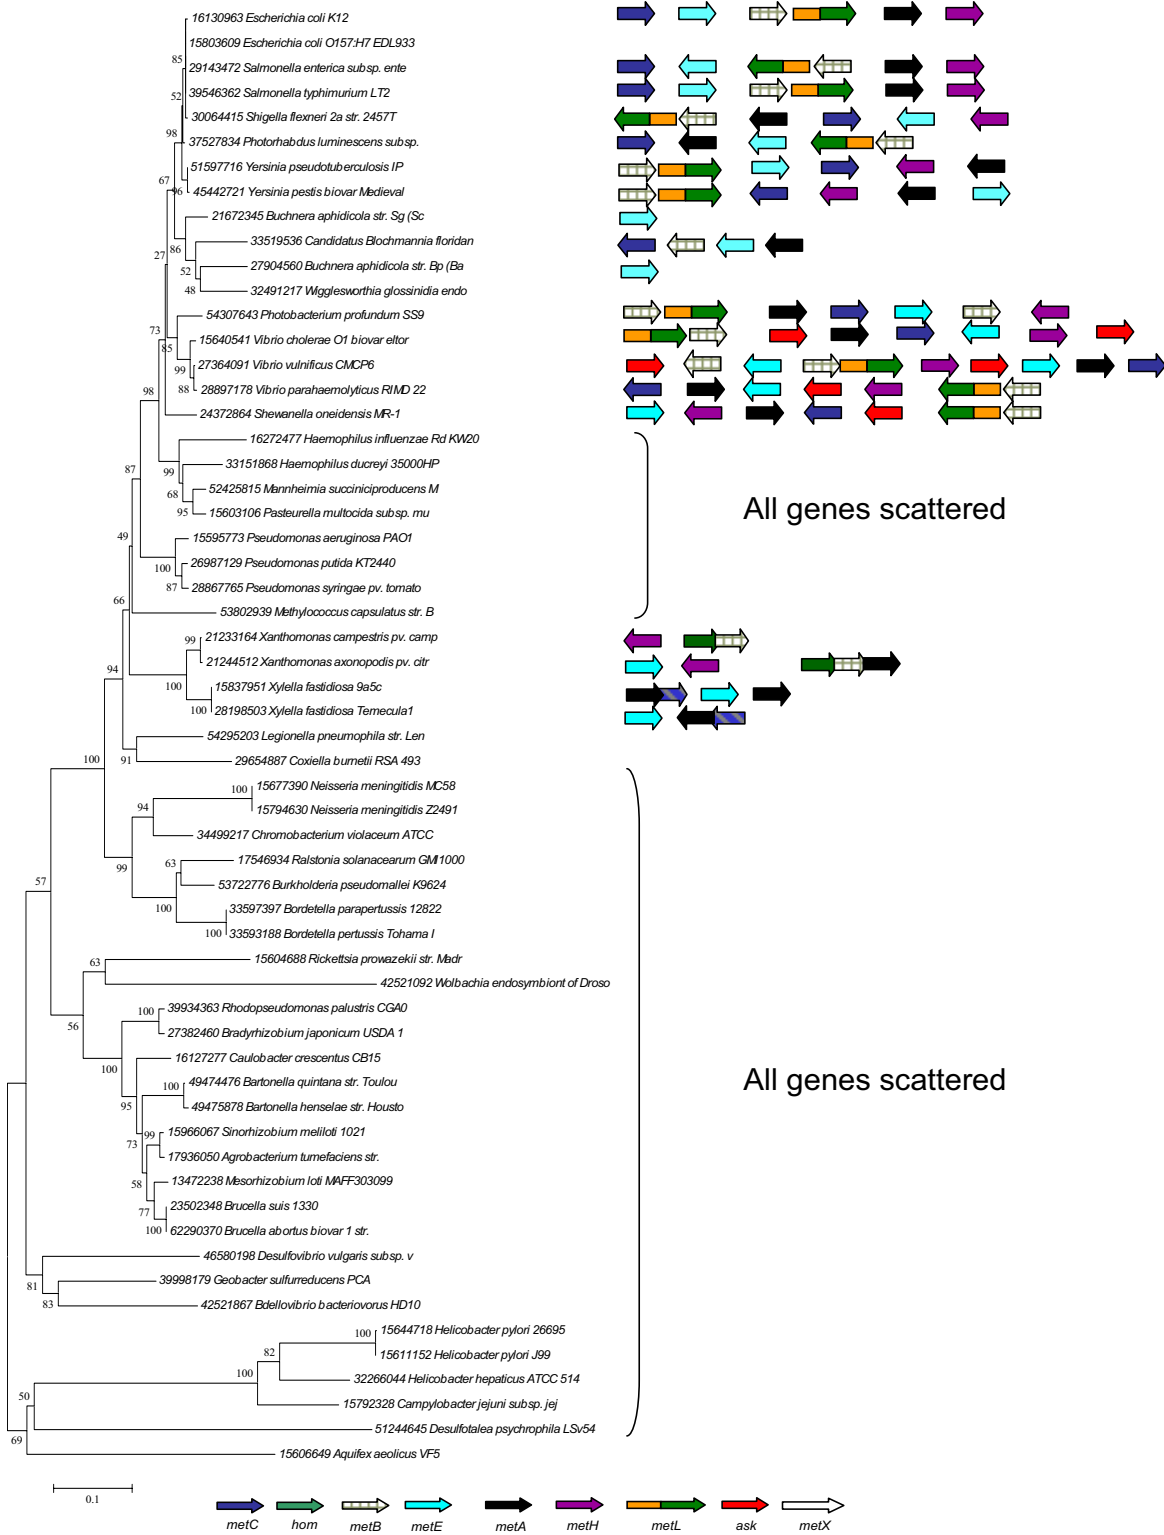 16130963 Escherichia coli K12
15803609 Escherichia coli O157:H7 EDL933
85
29143472 Salmonella enterica subsp. ente
39546362 Salmonella typhimurium LT2
52
30064415 Shigella flexneri 2a str. 2457T
98
37527834 Photorhabdus luminescens subsp.
51597716 Yersinia pseudotuberculosis IP
67
96
45442721 Yersinia pestis biovar Medieval
21672345 Buchnera aphidicola str. Sg (Sc
33519536 Candidatus Blochmannia floridan
86
27
27904560 Buchnera aphidicola str. Bp (Ba
52
48
32491217 Wigglesworthia glossinidia endo
54307643 Photobacterium profundum SS9
73
15640541 Vibrio cholerae O1 biovar eltor
85
27364091 Vibrio vulnificus CMCP6
99
88
28897178 Vibrio parahaemolyticus RIMD 22
98
24372864 Shewanella oneidensis MR-1
16272477 Haemophilus influenzae Rd KW20
33151868 Haemophilus ducreyi 35000HP
87
99
52425815 Mannheimia succiniciproducens M
68
95
15603106 Pasteurella multocida subsp. mu
All genes scattered
15595773 Pseudomonas aeruginosa PAO1
49
26987129 Pseudomonas putida KT2440
100
87
28867765 Pseudomonas syringae pv. tomato
66
53802939 Methylococcus capsulatus str. B
21233164 Xanthomonas campestris pv. camp
99
21244512 Xanthomonas axonopodis pv. citr
94
100
15837951 Xylella fastidiosa 9a5c
100
28198503 Xylella fastidiosa Temecula1
54295203 Legionella pneumophila str. Len
100
91
29654887 Coxiella burnetii RSA 493
15677390 Neisseria meningitidis MC58
100
15794630 Neisseria meningitidis Z2491
94
34499217 Chromobacterium violaceum ATCC
17546934 Ralstonia solanacearum GMI1000
63
99
53722776 Burkholderia pseudomallei K9624
57
100
33597397 Bordetella parapertussis 12822
100
33593188 Bordetella pertussis Tohama I
15604688 Rickettsia prowazekii str. Madr
63
42521092 Wolbachia endosymbiont of Droso
39934363 Rhodopseudomonas palustris CGA0
100
56
27382460 Bradyrhizobium japonicum USDA 1
16127277 Caulobacter crescentus CB15
100
49474476 Bartonella quintana str. Toulou
100
All genes scattered
95
49475878 Bartonella henselae str. Housto
15966067 Sinorhizobium meliloti 1021
99
73
17936050 Agrobacterium tumefaciens str.
13472238 Mesorhizobium loti MAFF303099
58
23502348 Brucella suis 1330
77
100
62290370 Brucella abortus biovar 1 str.
46580198 Desulfovibrio vulgaris subsp. v
39998179 Geobacter sulfurreducens PCA
81
83
42521867 Bdellovibrio bacteriovorus HD10
15644718 Helicobacter pylori 26695
100
15611152 Helicobacter pylori J99
82
100
32266044 Helicobacter hepaticus ATCC 514
50
15792328 Campylobacter jejuni subsp. jej
51244645 Desulfotalea psychrophila LSv54
69
15606649 Aquifex aeolicus VF5
0.1
metC hom metB metE metA metH metL ask metX